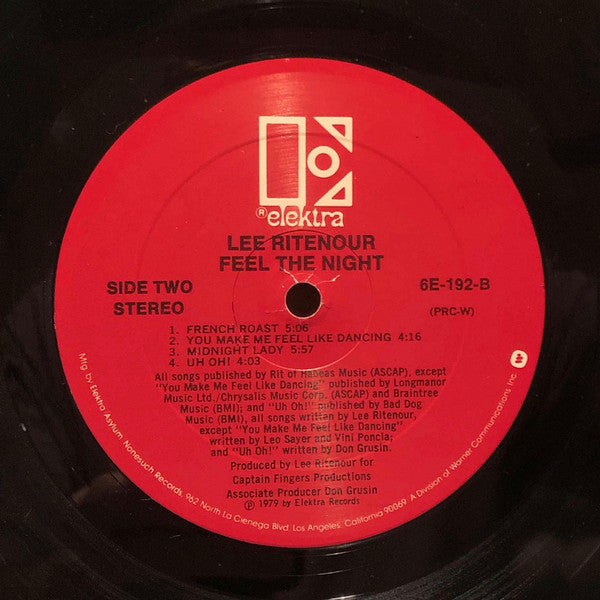 ® elektra
LEE RITENOUR
FEEL THE NIGHT
SIDE TWO
STEREO
6E-192-B
(PRC-W)
1. FRENCH ROAST 5:06
2. YOU MAKE ME FEEL LIKE DANCING 4:16
3. MIDNIGHT LADY 5:57
4. UH OH! 4:03
All songs published by Rit of Habeas Music (ASCAP), except
"You Make Me Feel Like Dancing" published by Longmanor
Music Ltd./Chrysalis Music Corp. (ASCAP) and Braintree
Music (BMI); and "Uh Oh!" published by Bad Dog
Music (BMI); all songs written by Lee Ritenour,
except "You Make Me Feel Like Dancing"
written by Leo Sayer and Vini Poncia;
and "Uh Oh!" written by Don Grusin.
Produced by Lee Ritenour for
Captain Fingers Productions
Associate Producer Don Grusin
℗ 1979 by Elektra Records
Mfg. by Elektra Asylum Nonesuch Records, 962 North La Cienega Blvd. Los Angeles, California 90069. A Division of Warner Communications Inc.